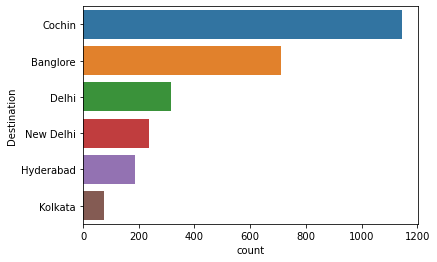 Destination
Cochin
Banglore
Delhi
New Delhi
Hyderabad
Kolkata
0 200 400 600 800 1000 1200
count